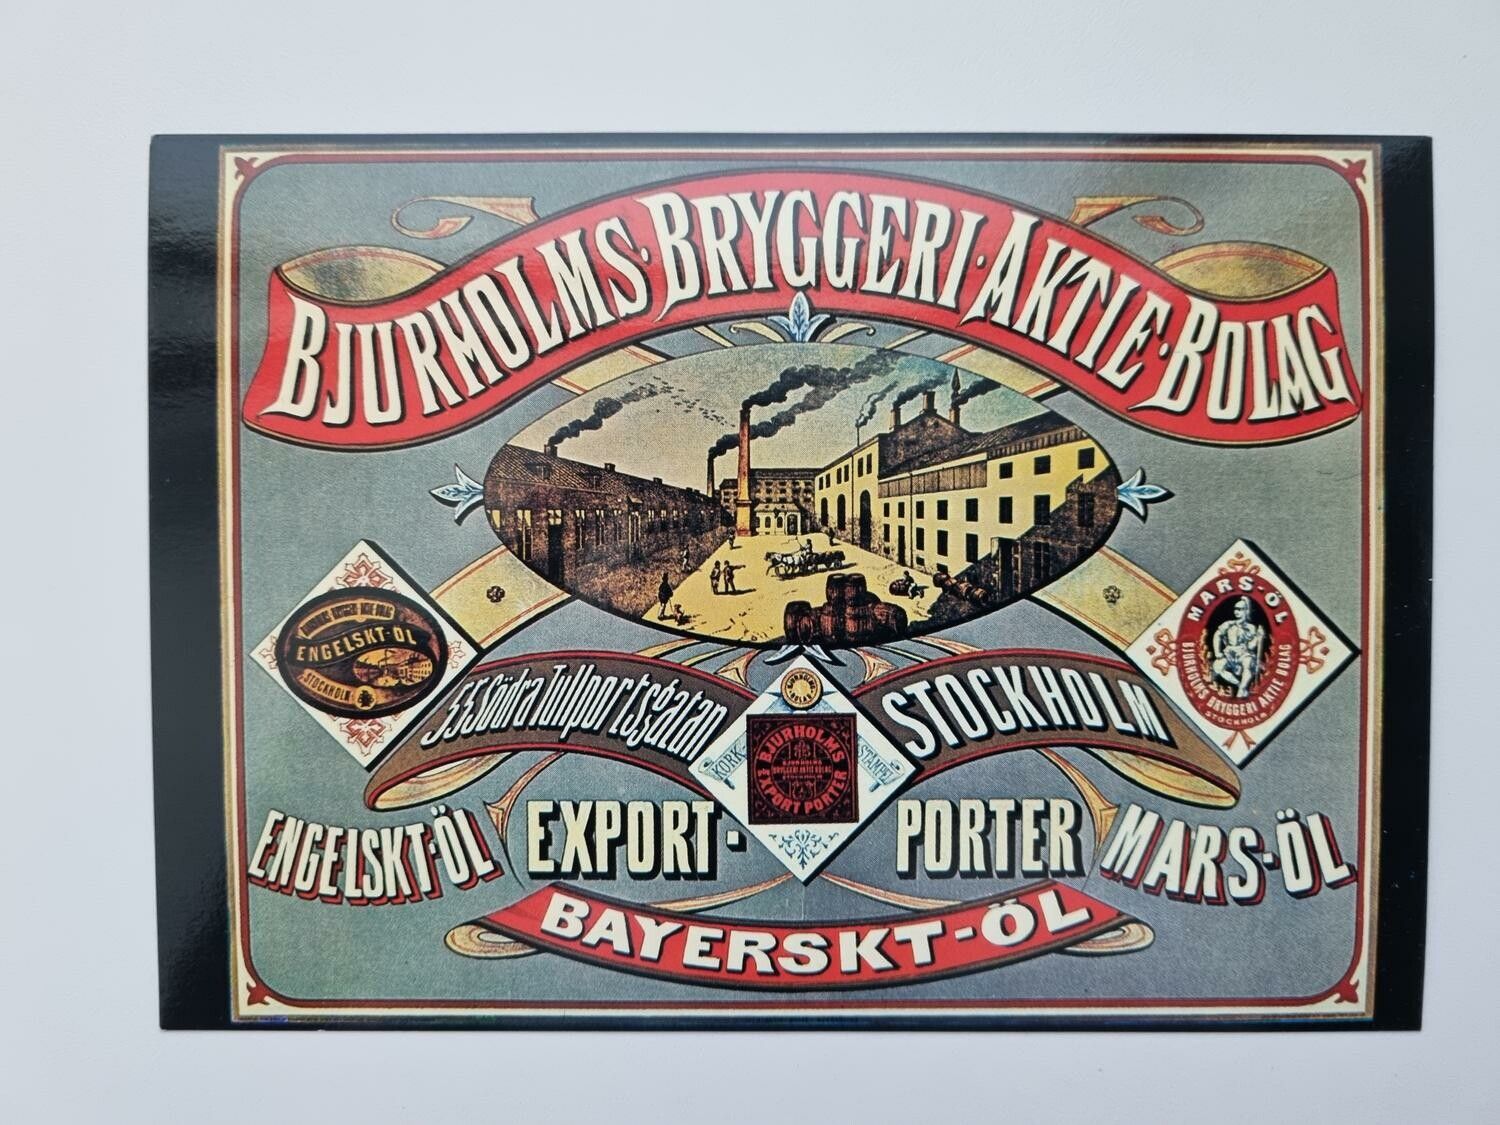 BJURHOLMS·BRYGGERI·AKTIE·BOLAG
ENGELSKT-ÖL
STOCKHOLM
MARS-ÖL
BJURHOLMS BRYGGERI AKTIE BOLAG
STOCKHOLM
55 Södra Tullportsgatan
STOCKHOLM
KORK-
STÄMPEL
BJURHOLMS
EXPORT PORTER
ENGELSKT-ÖL
EXPORT-
PORTER
MARS-ÖL
BAYERSKT-ÖL